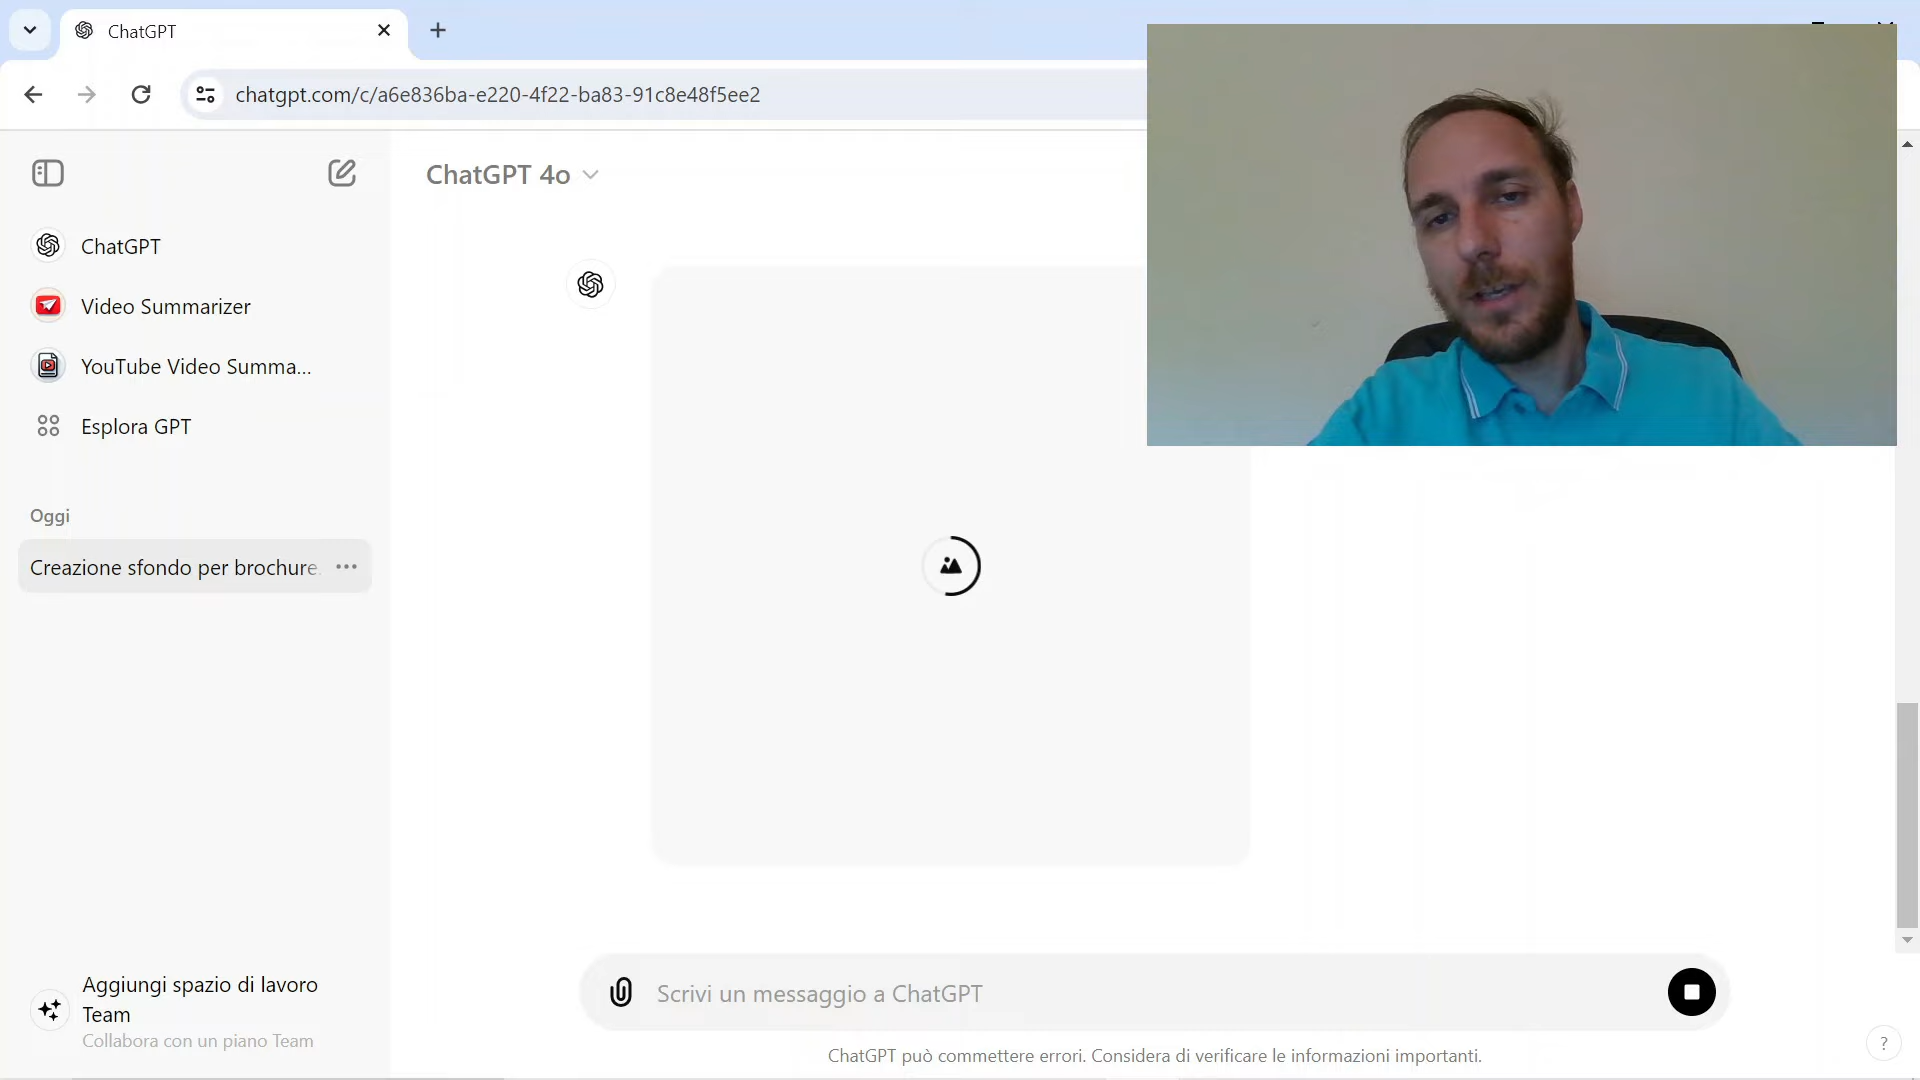 ChatGPT
chatgpt.com/c/a6e836ba-e220-4f22-ba83-91c8e48f5ee2
ChatGPT 4o
ChatGPT
Video Summarizer
YouTube Video Summa...
Esplora GPT
Oggi
Creazione sfondo per brochure.
Aggiungi spazio di lavoro
Team
Collabora con un piano Team
Scrivi un messaggio a ChatGPT
ChatGPT può commettere errori. Considera di verificare le informazioni importanti.
?